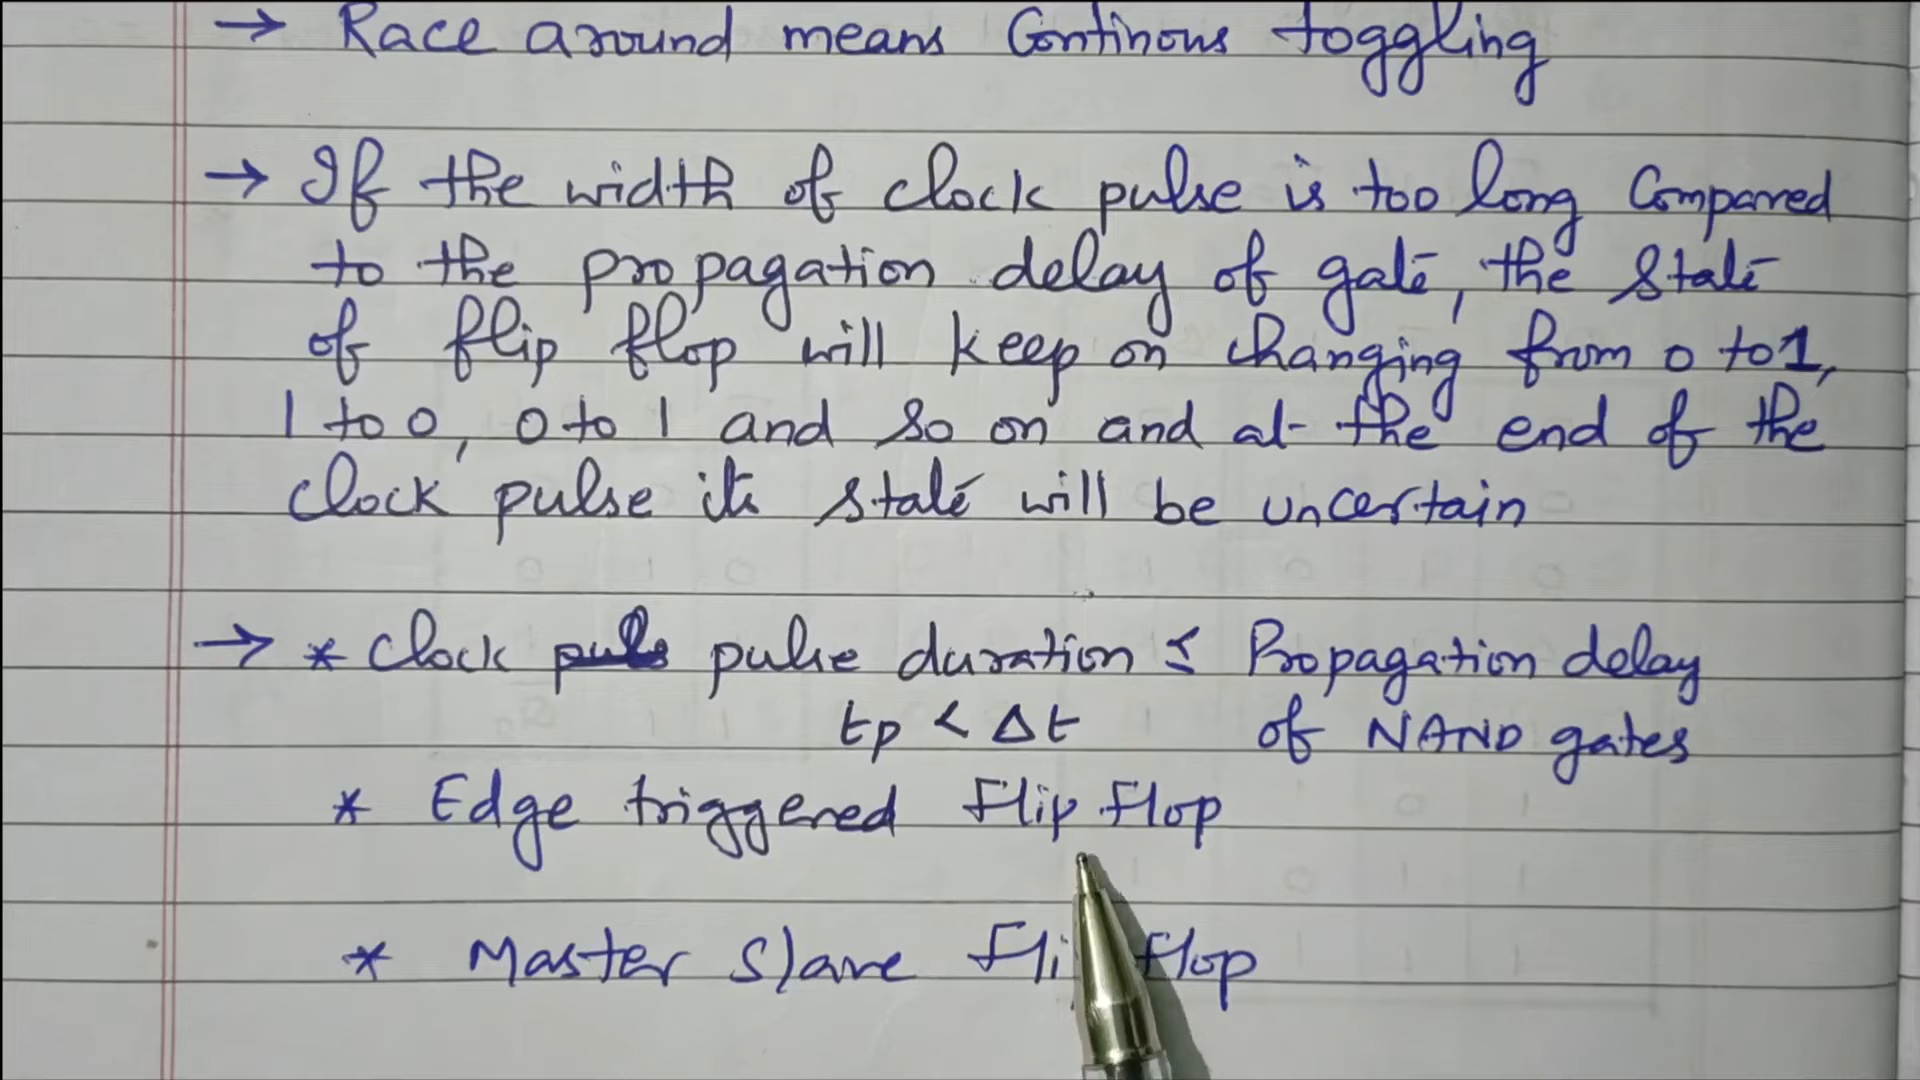 → Race around means Continous toggling
→ If the width of clock pulse is too long Compared
to the propagation delay of gate, the state
of flip flop will keep on changing from 0 to 1,
1 to 0, 0 to 1 and so on and at the end of the
clock pulse its state will be uncertain
→ * Clock pulse duration ≤ Propagation delay
tp < Δt of NAND gates
* Edge triggered Flip Flop
* Master Slave Fli Flop